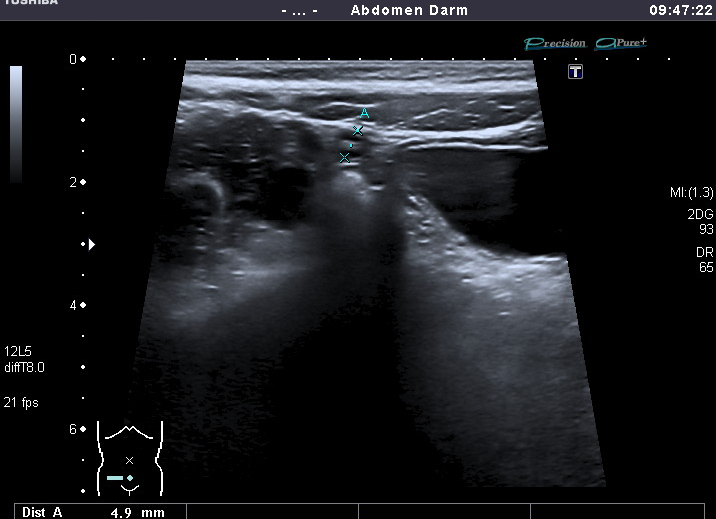 TOSHIBA
- ... - Abdomen Darm 09:47:22
Precision APure+
A
T
0
2
4
6
MI:(1.3)
2DG
93
DR
65
12L5
diffT8.0
21 fps
Dist A 4.9 mm